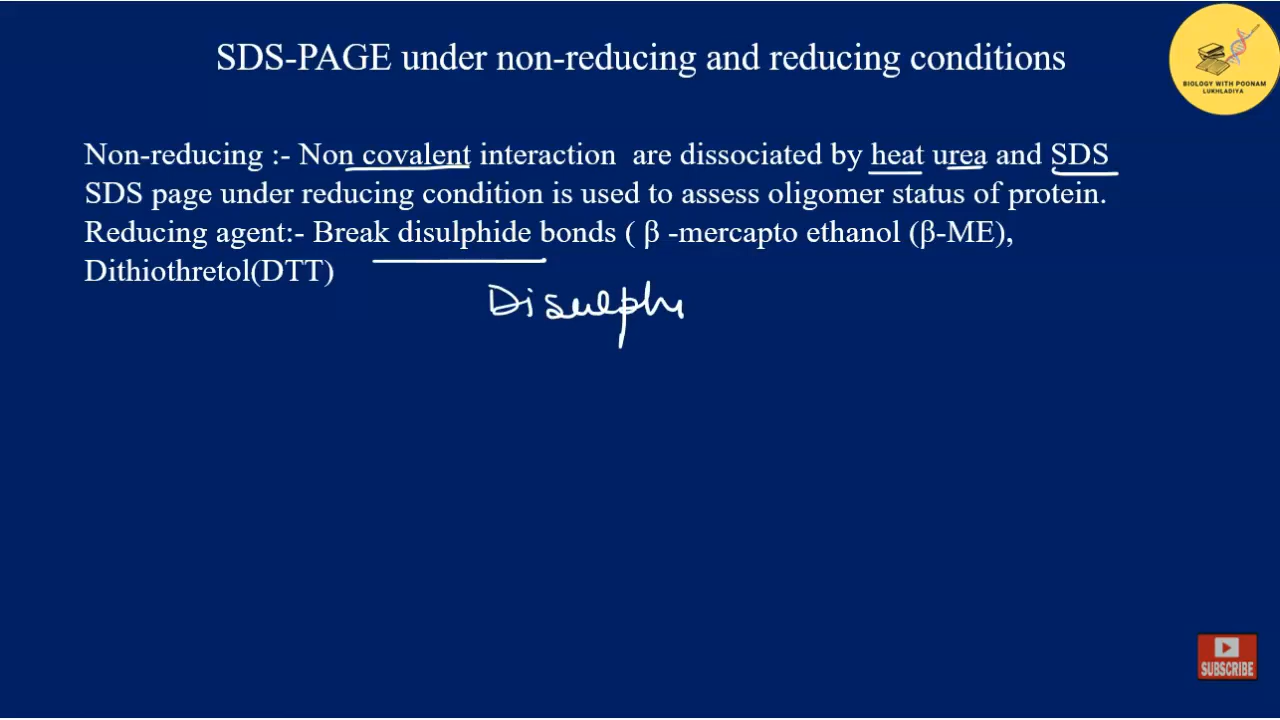 SDS-PAGE under non-reducing and reducing conditions
BIOLOGY WITH POONAM
LUKHLADIYA
Non-reducing :- Non covalent interaction are dissociated by heat urea and SDS
SDS page under reducing condition is used to assess oligomer status of protein.
Reducing agent:- Break disulphide bonds ( β -mercapto ethanol (β-ME),
Dithiothretol(DTT)
Disulphi
SUBSCRIBE